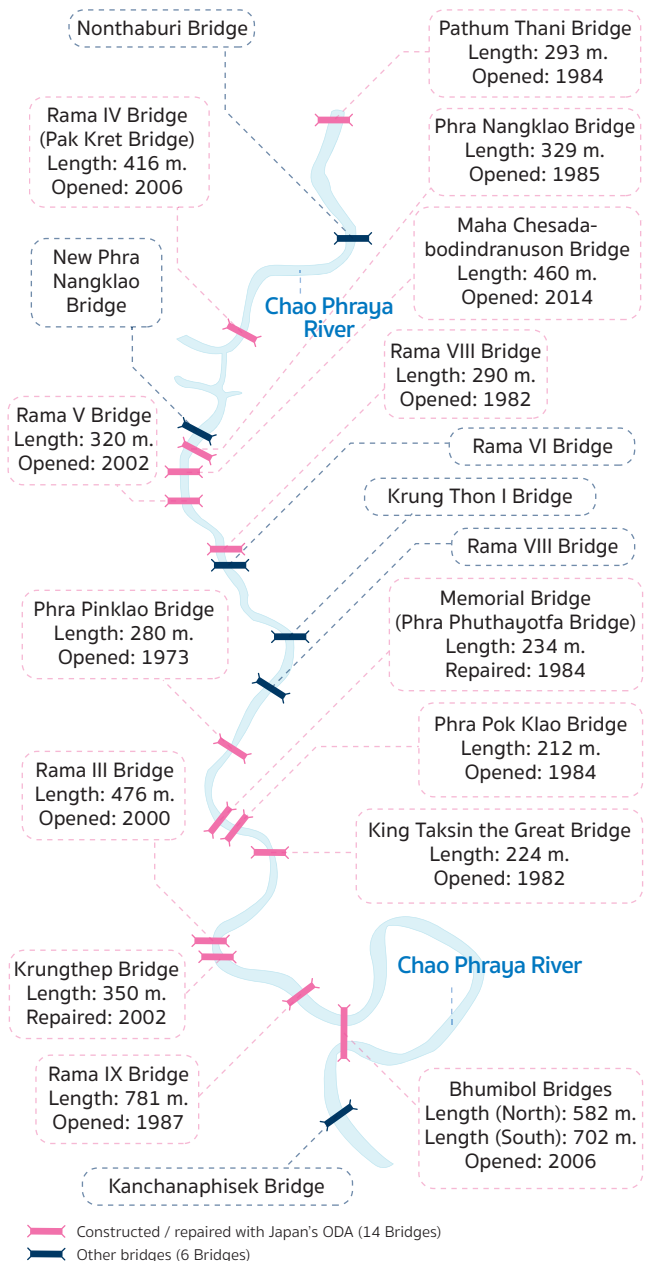 Nonthaburi Bridge
Pathum Thani Bridge
Length: 293 m.
Opened: 1984
Rama IV Bridge
(Pak Kret Bridge)
Length: 416 m.
Opened: 2006
Phra Nangklao Bridge
Length: 329 m.
Opened: 1985
Maha Chesada-
bodindranuson Bridge
Length: 460 m.
Opened: 2014
New Phra
Nangklao
Bridge
Chao Phraya
River
Rama VIII Bridge
Length: 290 m.
Opened: 1982
Rama V Bridge
Length: 320 m.
Opened: 2002
Rama VI Bridge
Krung Thon I Bridge
Rama VIII Bridge
Phra Pinklao Bridge
Length: 280 m.
Opened: 1973
Memorial Bridge
(Phra Phuthayotfa Bridge)
Length: 234 m.
Repaired: 1984
Phra Pok Klao Bridge
Length: 212 m.
Opened: 1984
Rama III Bridge
Length: 476 m.
Opened: 2000
King Taksin the Great Bridge
Length: 224 m.
Opened: 1982
Krungthep Bridge
Length: 350 m.
Repaired: 2002
Chao Phraya River
Rama IX Bridge
Length: 781 m.
Opened: 1987
Bhumibol Bridges
Length (North): 582 m.
Length (South): 702 m.
Opened: 2006
Kanchanaphisek Bridge
Constructed / repaired with Japan's ODA (14 Bridges)
Other bridges (6 Bridges)